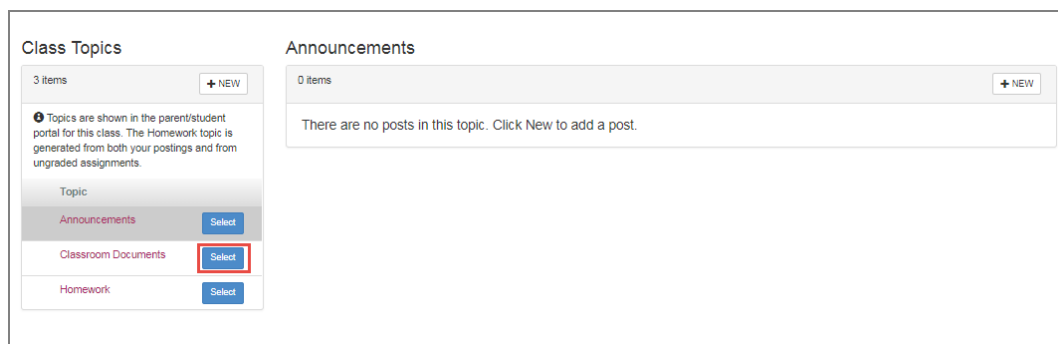 Class Topics
3 items
+ NEW
Topics are shown in the parent/student
portal for this class. The Homework topic is
generated from both your postings and from
ungraded assignments.
Topic
Announcements Select
Classroom Documents Select
Homework Select
Announcements
0 items
+ NEW
There are no posts in this topic. Click New to add a post.